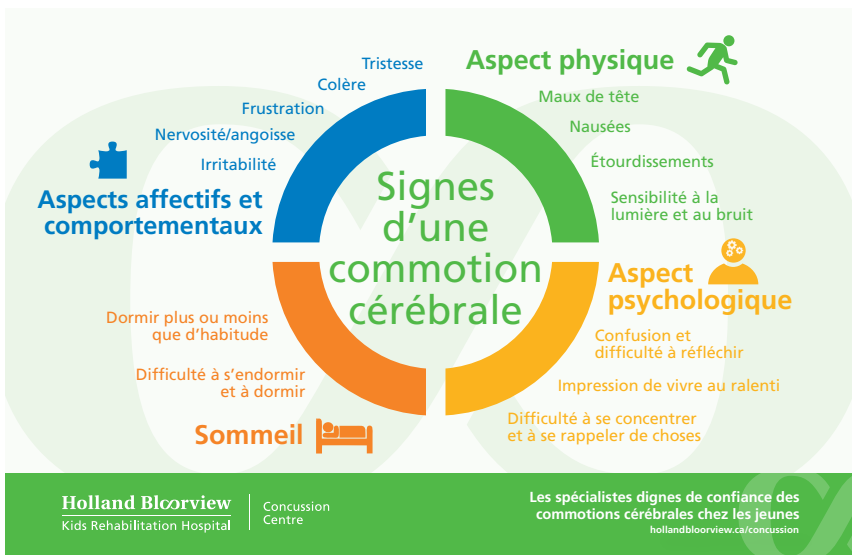 Signes
d'une
commotion
cérébrale
Aspect physique
Maux de tête
Nausées
Étourdissements
Sensibilité à la
lumière et au bruit
Aspect
psychologique
Confusion et
difficulté à réfléchir
Impression de vivre au ralenti
Difficulté à se concentrer
et à se rappeler de choses
Tristesse
Colère
Frustration
Nervosité/angoisse
Irritabilité
Aspects affectifs et
comportementaux
Dormir plus ou moins
que d'habitude
Difficulté à s'endormir
et à dormir
Sommeil
Holland Bloorview
Kids Rehabilitation Hospital
Concussion
Centre
Les spécialistes dignes de confiance des
commotions cérébrales chez les jeunes
hollandbloorview.ca/concussion